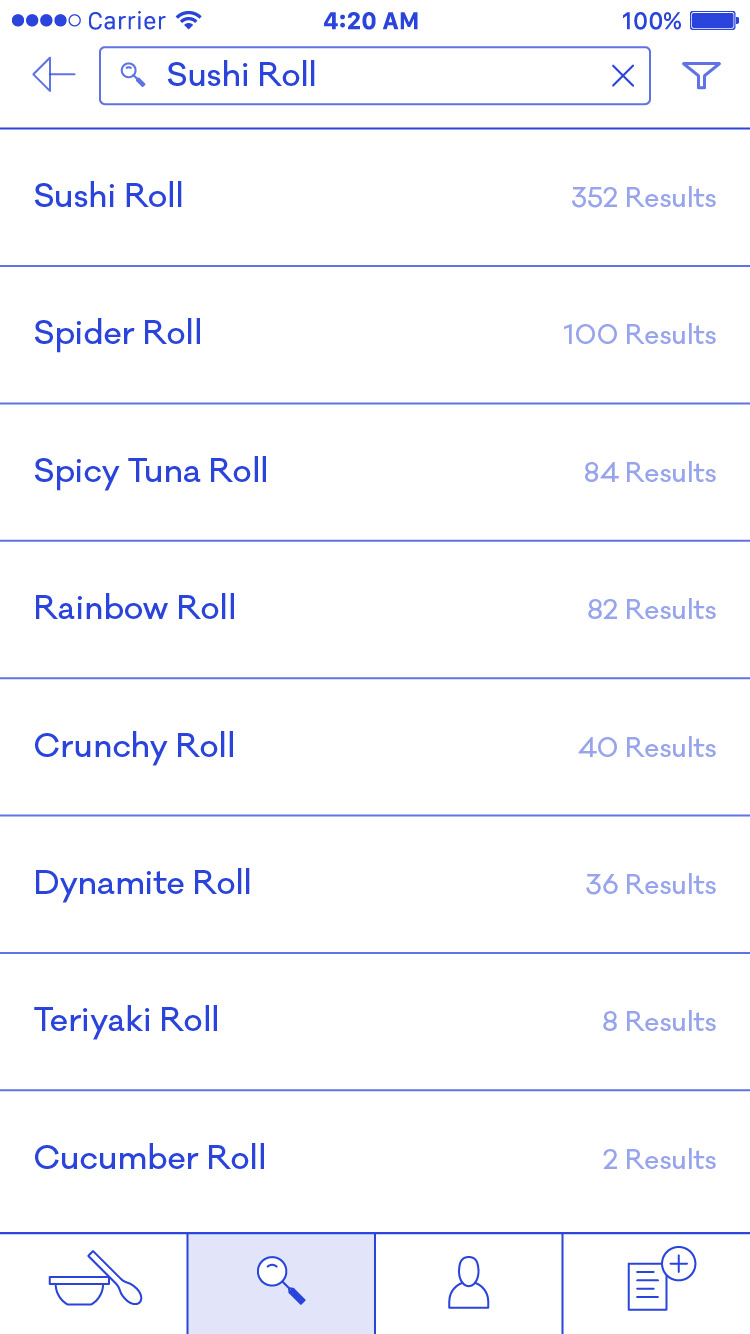 Carrier 4:20 AM 100%
Sushi Roll
Sushi Roll 352 Results
Spider Roll 100 Results
Spicy Tuna Roll 84 Results
Rainbow Roll 82 Results
Crunchy Roll 40 Results
Dynamite Roll 36 Results
Teriyaki Roll 8 Results
Cucumber Roll 2 Results